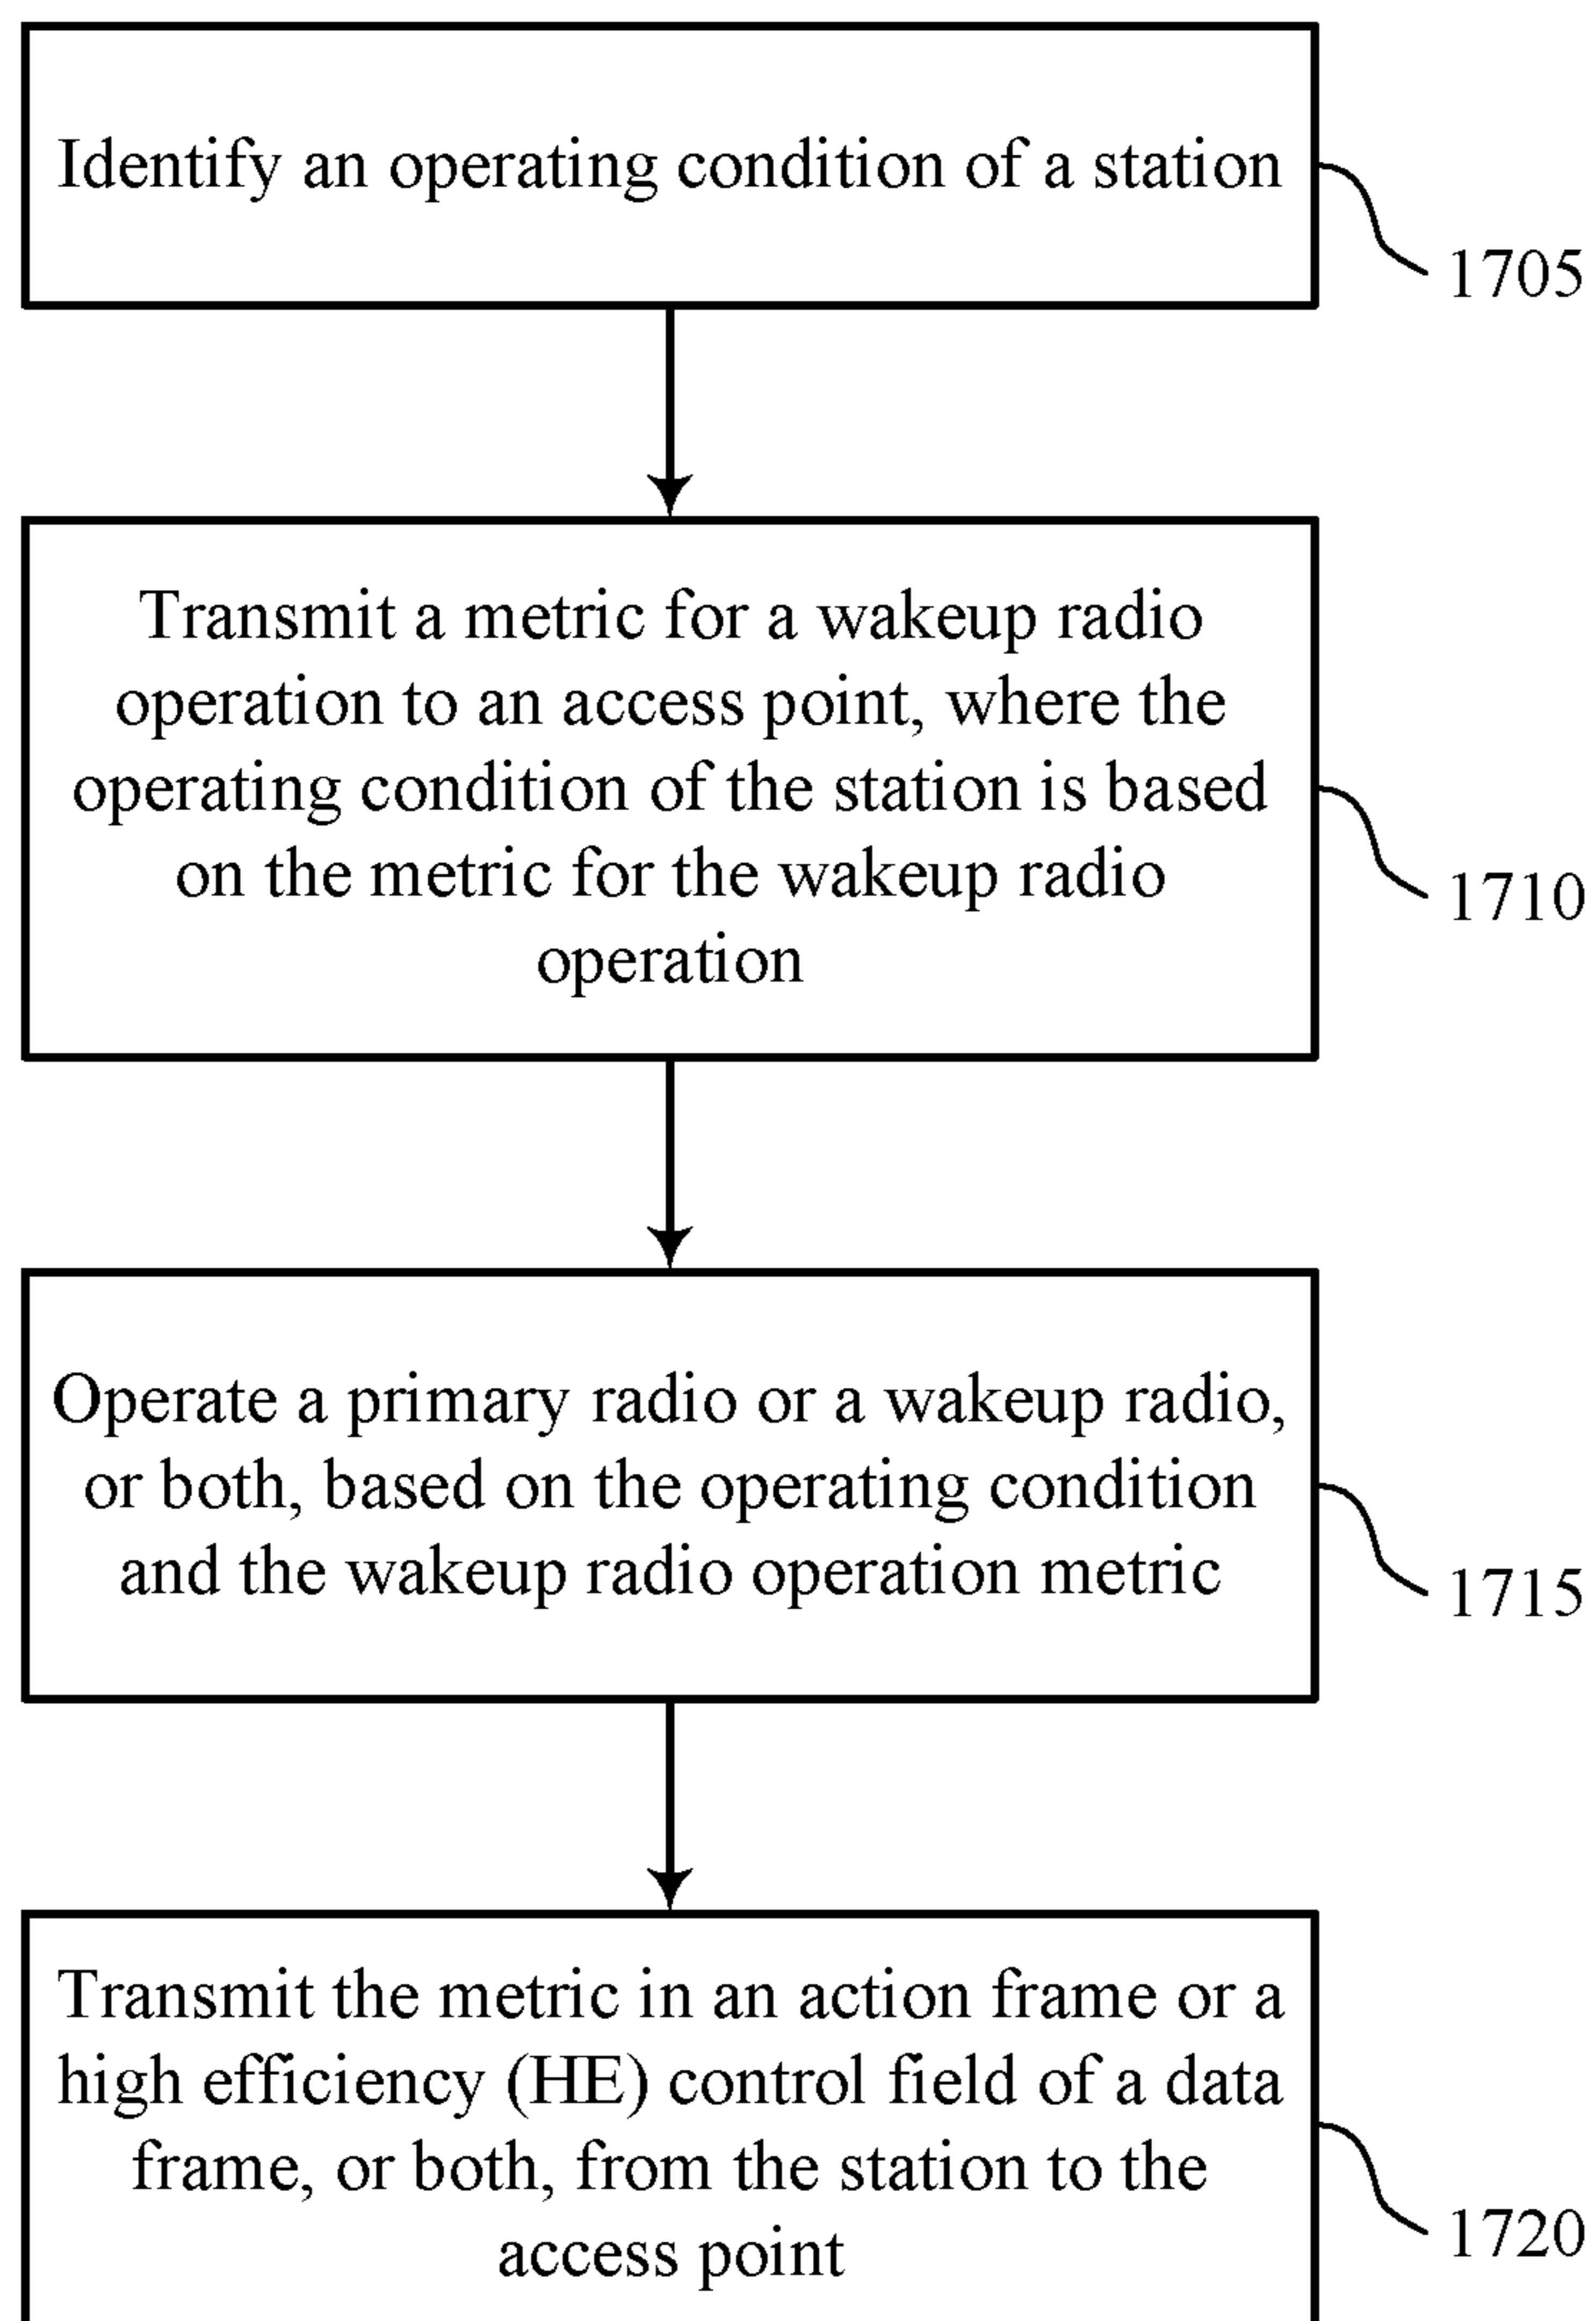 Identify an operating condition of a station
1705
Transmit a metric for a wakeup radio
operation to an access point, where the
operating condition of the station is based
on the metric for the wakeup radio
operation
1710
Operate a primary radio or a wakeup radio,
or both, based on the operating condition
and the wakeup radio operation metric
1715
Transmit the metric in an action frame or a
high efficiency (HE) control field of a data
frame, or both, from the station to the
access point
1720